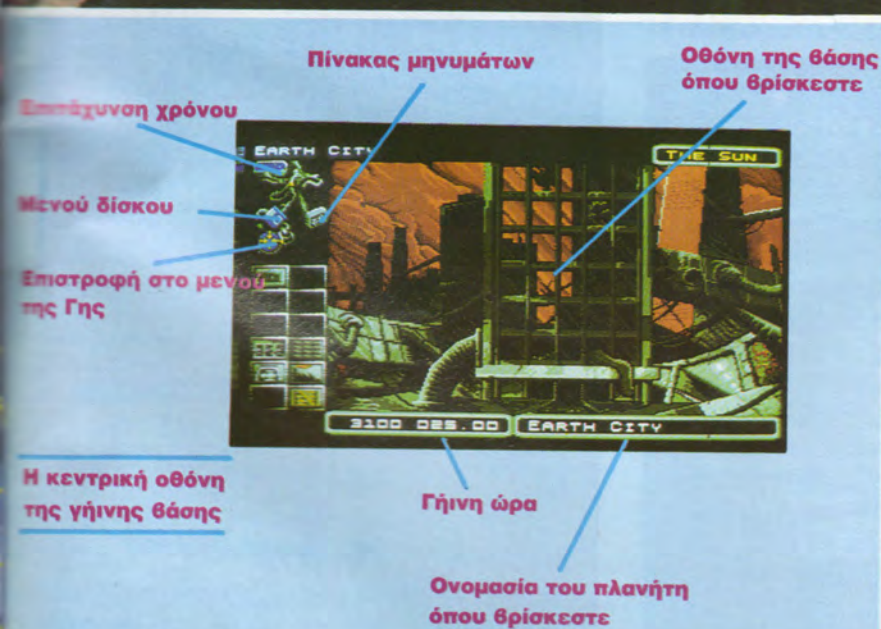 Πίνακας μηνυμάτων
Οθόνη της βάσης
όπου βρίσκεστε
Επιτάχυνση χρόνου
EARTH CITY
THE SUN
Μενού δίσκου
Επιστροφή στο μενού
της Γης
3100 025.00
EARTH CITY
Η κεντρική οθόνη
της γήινης βάσης
Γήινη ώρα
Ονομασία του πλανήτη
όπου βρίσκεστε